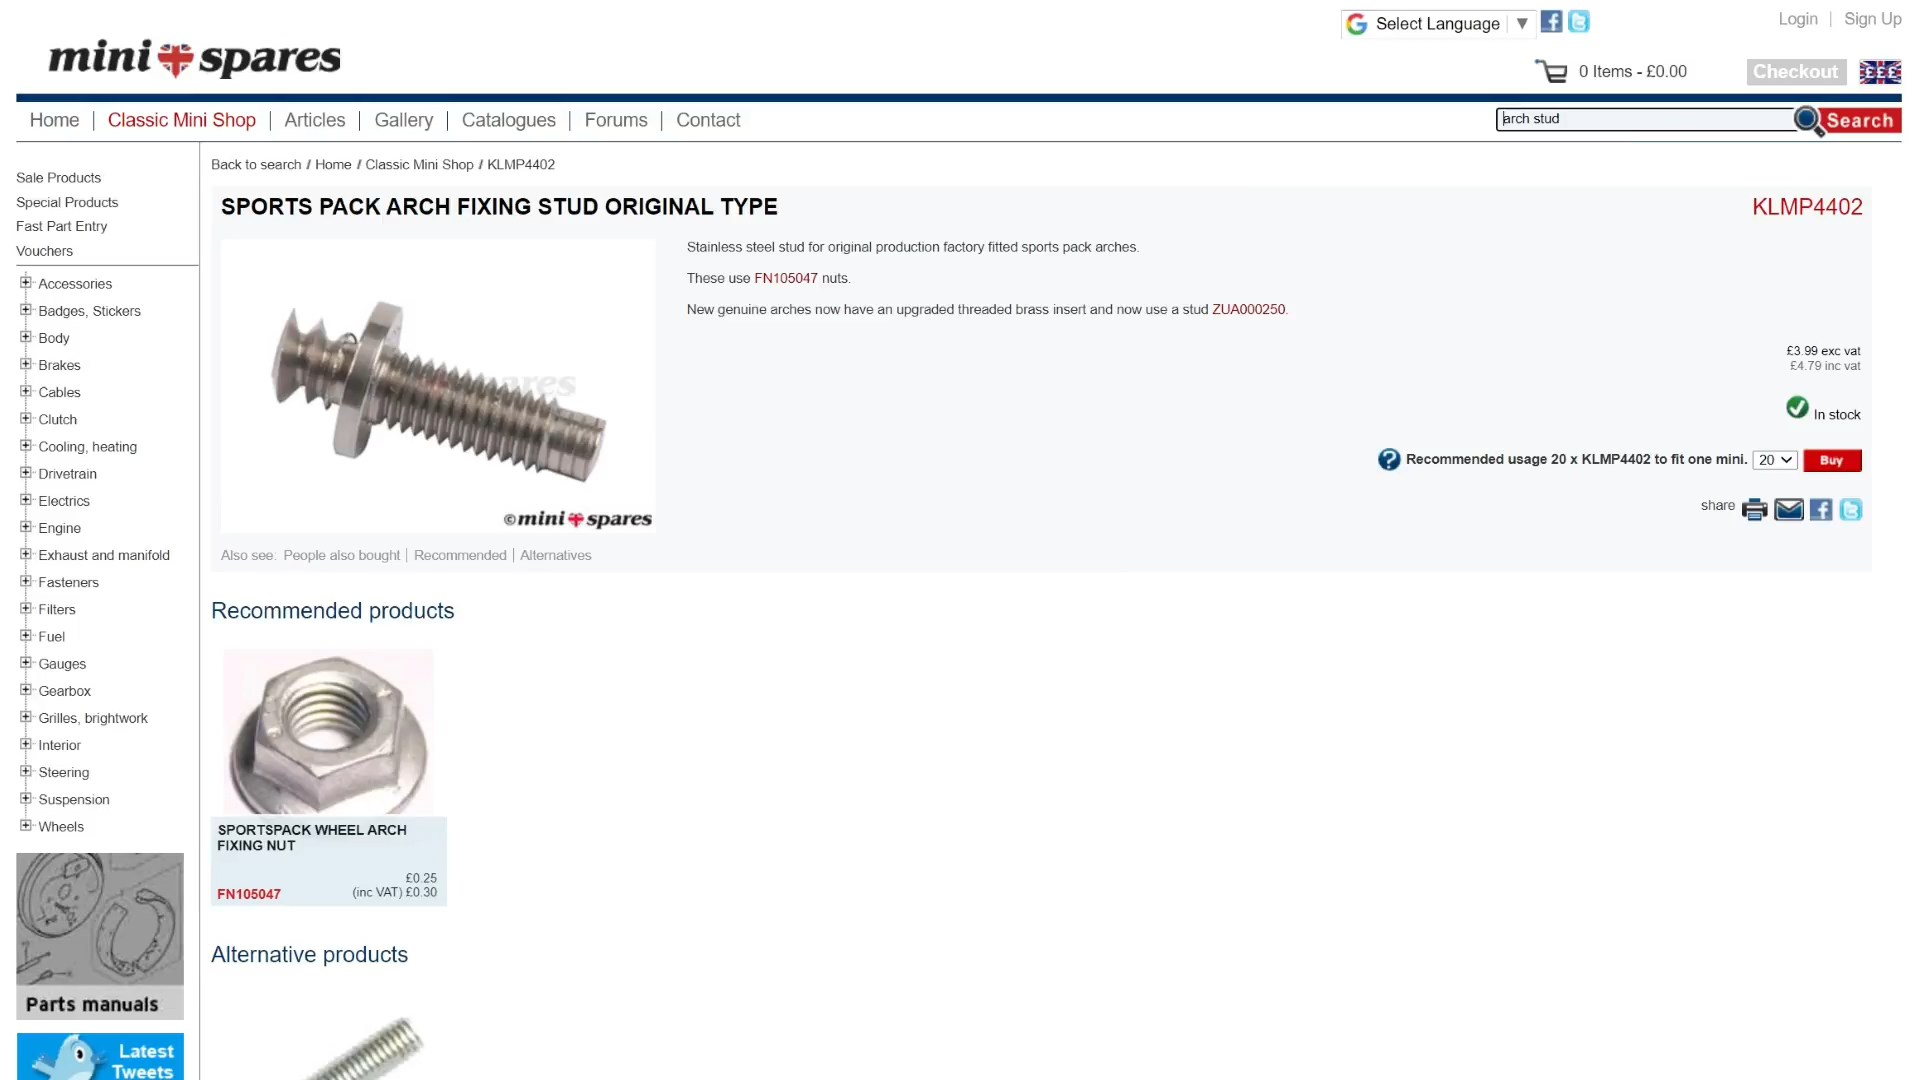 Select Language ▼
Login | Sign Up
mini spares
0 Items - £0.00
Checkout
£££
Home | Classic Mini Shop | Articles | Gallery | Catalogues | Forums | Contact
arch stud
Search
Sale Products
Special Products
Fast Part Entry
Vouchers
Accessories
Badges, Stickers
Body
Brakes
Cables
Clutch
Cooling, heating
Drivetrain
Electrics
Engine
Exhaust and manifold
Fasteners
Filters
Fuel
Gauges
Gearbox
Grilles, brightwork
Interior
Steering
Suspension
Wheels
Parts manuals
Latest
Tweets
Back to search / Home / Classic Mini Shop / KLMP4402
SPORTS PACK ARCH FIXING STUD ORIGINAL TYPE
KLMP4402
Stainless steel stud for original production factory fitted sports pack arches.
These use FN105047 nuts.
New genuine arches now have an upgraded threaded brass insert and now use a stud ZUA000250.
©mini spares
£3.99 exc vat
£4.79 inc vat
In stock
Recommended usage 20 x KLMP4402 to fit one mini. 20 Buy
share
Also see: People also bought | Recommended | Alternatives
Recommended products
SPORTSPACK WHEEL ARCH
FIXING NUT
£0.25
FN105047 (inc VAT) £0.30
Alternative products